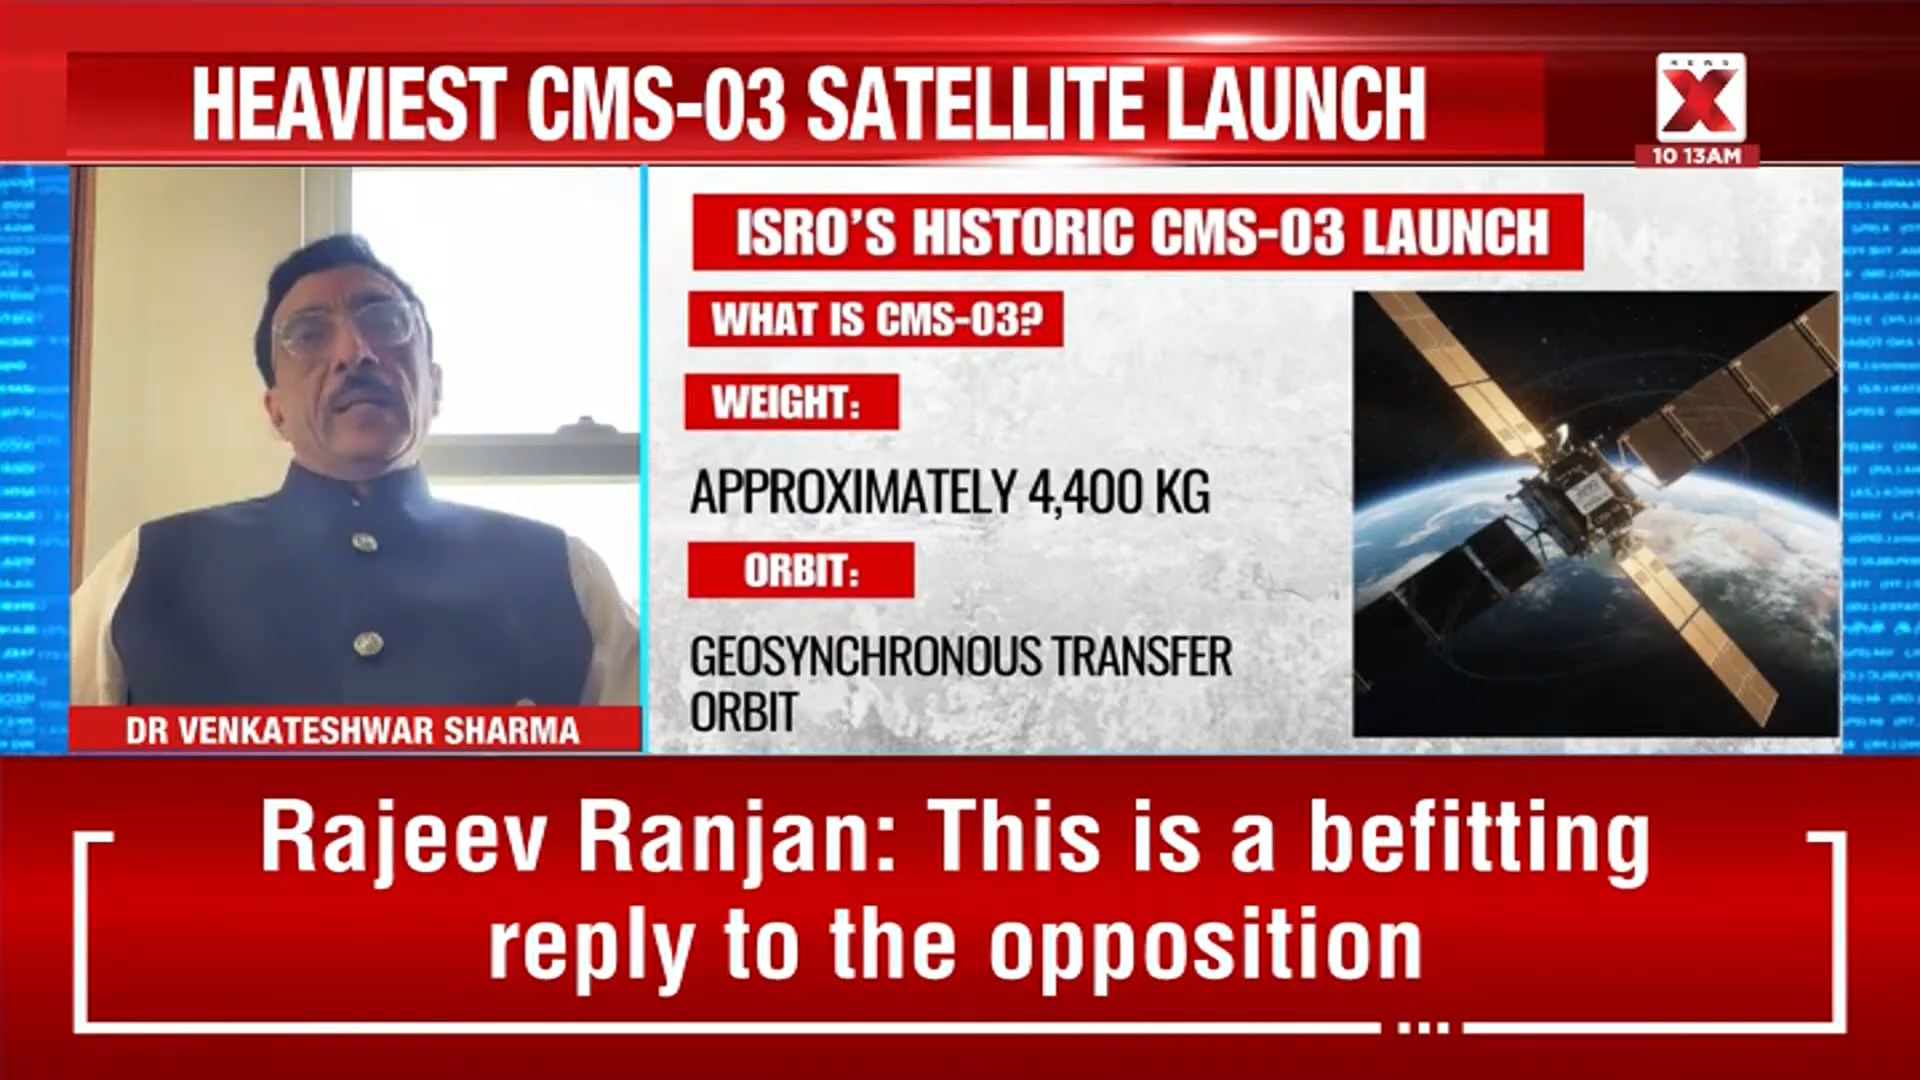 HEAVIEST CMS-03 SATELLITE LAUNCH
NEWS
X
10 13AM
ISRO'S HISTORIC CMS-03 LAUNCH
WHAT IS CMS-03?
WEIGHT:
APPROXIMATELY 4,400 KG
ORBIT:
GEOSYNCHRONOUS TRANSFER
ORBIT
DR VENKATESHWAR SHARMA
Rajeev Ranjan: This is a befitting
reply to the opposition